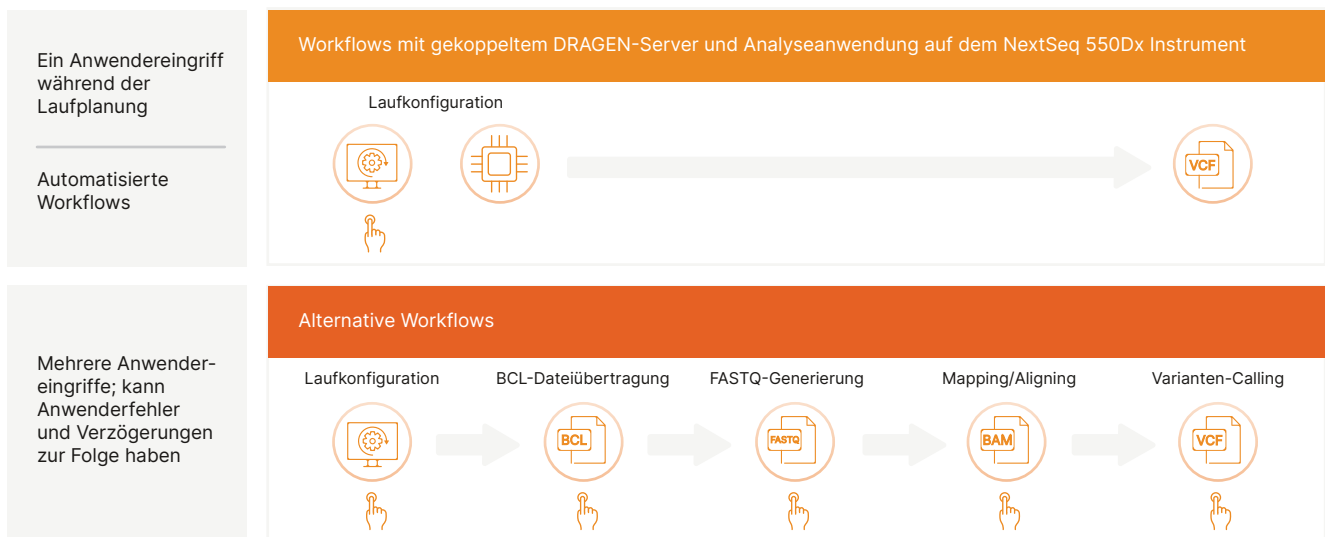 Ein Anwendereingriff
während der
Laufplanung
Automatisierte
Workflows
Workflows mit gekoppeltem DRAGEN-Server und Analyseanwendung auf dem NextSeq 550Dx Instrument
Laufkonfiguration
VCF
Mehrere Anwender-
eingriffe; kann
Anwenderfehler
und Verzögerungen
zur Folge haben
Alternative Workflows
Laufkonfiguration BCL-Dateiübertragung FASTQ-Generierung Mapping/Aligning Varianten-Calling
BCL FASTQ BAM VCF